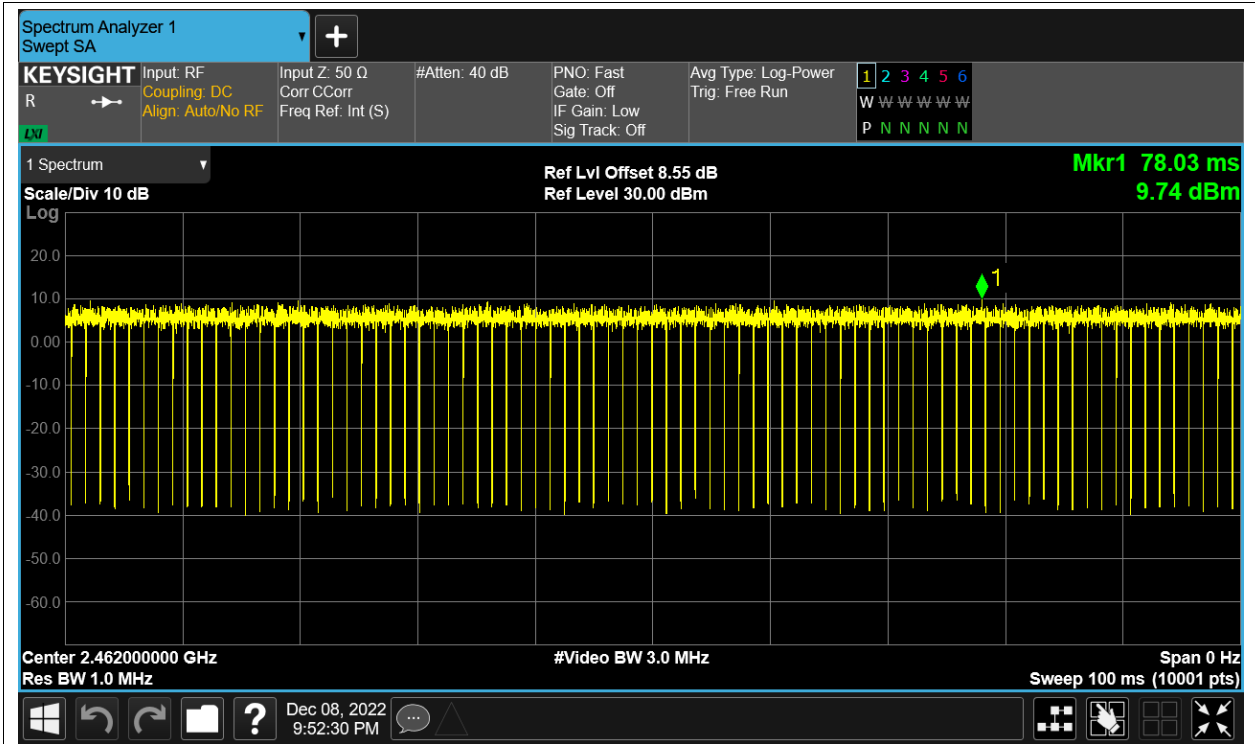 Spectrum Analyzer 1
Swept SA
KEYSIGHT Input: RF Input Z: 50 Ω #Atten: 40 dB PNO: Fast Avg Type: Log-Power 1 2 3 4 5 6
R Coupling: DC Corr CCorr Gate: Off Trig: Free Run W W W W W W
Align: Auto/No RF Freq Ref: Int (S) IF Gain: Low
LXI Sig Track: Off P N N N N N
1 Spectrum Ref Lvl Offset 8.55 dB Mkr1 78.03 ms
Scale/Div 10 dB Ref Level 30.00 dBm 9.74 dBm
Log
20.0
1
10.0
0.00
-10.0
-20.0
-30.0
-40.0
-50.0
-60.0
Center 2.462000000 GHz #Video BW 3.0 MHz Span 0 Hz
Res BW 1.0 MHz Sweep 100 ms (10001 pts)
? Dec 08, 2022
9:52:30 PM